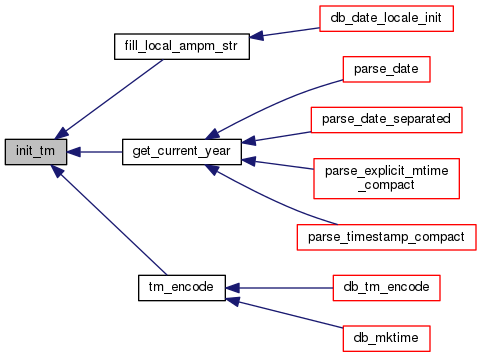 db_date_locale_init
fill_local_ampm_str
parse_date
parse_date_separated
init_tm
get_current_year
parse_explicit_mtime
_compact
parse_timestamp_compact
tm_encode
db_tm_encode
db_mktime